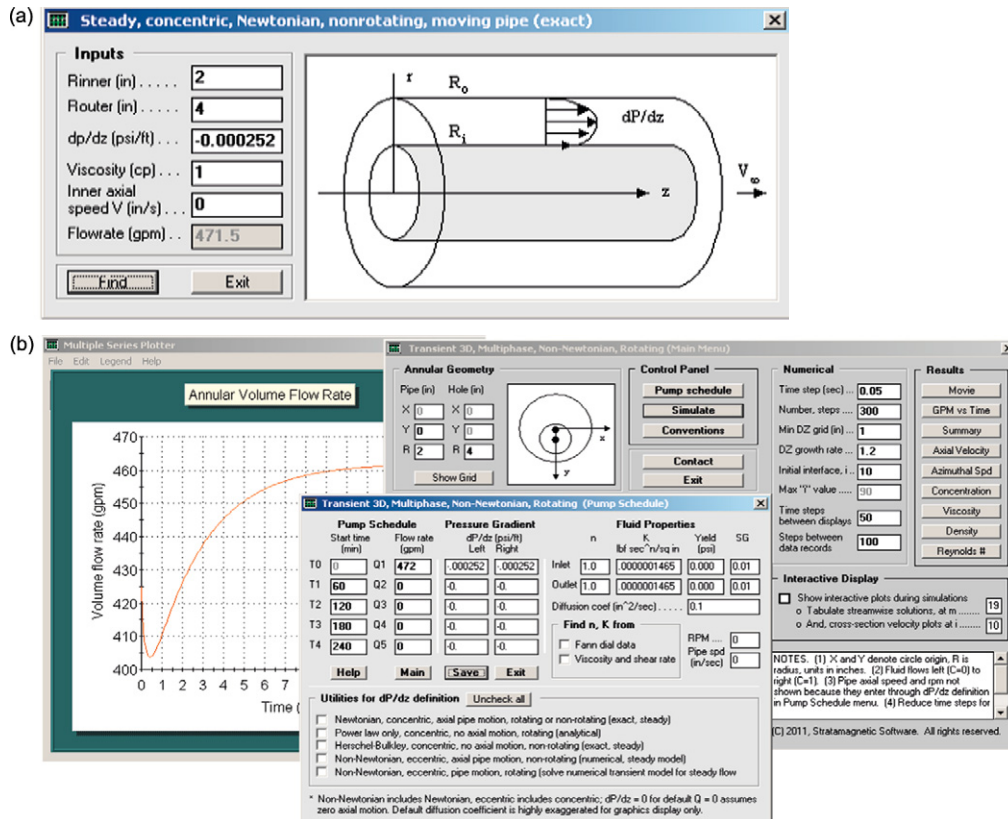 (a)
Steady, concentric, Newtonian, nonrotating, moving pipe (exact)
Inputs
Rinner (in) . . . . . 2
Router (in) . . . . . 4
dp/dz (psi/ft) . . . -0.000252
Viscosity (cp) . . . 1
Inner axial
speed V (in/s) . . . 0
Flowrate (gpm) . . 471.5
Find Exit
r
R_o
dP/dz
R_i
z
V_∞
(b)
Multiple Series Plotter
File Edit Legend Help
Annular Volume Flow Rate
Volume flow rate (gpm)
470
460
450
440
430
420
410
400
0 1 2 3 4 5 6 7
Time (
Transient 3D, Multiphase, Non-Newtonian, Rotating (Main Menu)
Annular Geometry
Pipe (in) Hole (in)
X 0 X 0
Y 0 Y 0
R 2 R 4
Show Grid
x
y
Control Panel
Pump schedule
Simulate
Conventions
Contact
Exit
Numerical
Time step (sec) ... 0.05
Number, steps .... 300
Min DZ grid (in) ... 1
DZ growth rate ... 1.2
Initial interface, i .. 10
Max "i" value ..... 90
Time steps
between displays 50
Steps between
data records 100
Results
Movie
GPM vs Time
Summary
Axial Velocity
Azimuthal Spd
Concentration
Viscosity
Density
Reynolds #
Interactive Display
Show interactive plots during simulations
o Tabulate streamwise solutions, at m ........ 19
o And, cross-section velocity plots at i ........ 10
NOTES. (1) X and Y denote circle origin, R is
radius, units in inches. (2) Fluid flows left (C=0) to
right (C=1). (3) Pipe axial speed and rpm not
shown because they enter through dP/dz definition
in Pump Schedule menu. (4) Reduce time steps for
(C) 2011, Stratamagnetic Software. All rights reserved.
Transient 3D, Multiphase, Non-Newtonian, Rotating (Pump Schedule)
Pump Schedule Pressure Gradient Fluid Properties
Start time Flow rate dP/dz (psi/ft) n K Yield SG
(min) (gpm) Left Right lbf sec^n/sq in (psi)
T0 0 Q1 472 -.000252 -.000252 Inlet 1.0 .0000001465 0.000 0.01
T1 60 Q2 0 -0. -0. Outlet 1.0 .0000001465 0.000 0.01
T2 120 Q3 0 -0. -0. Diffusion coef (in^2/sec) ..... 0.1
T3 180 Q4 0 -0. -0.
T4 240 Q5 0 -0. -0.
Find n, K from
Fann dial data
Viscosity and shear rate
RPM .... 0
Pipe spd
(in/sec) 0
Help Main Save Exit
Utilities for dP/dz definition Uncheck all
Newtonian, concentric, axial pipe motion, rotating or non-rotating (exact, steady)
Power law only, concentric, no axial motion, rotating (analytical)
Herschel-Bulkley, concentric, no axial motion, non-rotating (exact, steady)
Non-Newtonian, eccentric, axial pipe motion, non-rotating (numerical, steady model)
Non-Newtonian, eccentric, pipe motion, rotating (solve numerical transient model for steady flow
* Non-Newtonian includes Newtonian, eccentric includes concentric; dP/dz = 0 for default Q = 0 assumes
zero axial motion. Default diffusion coefficient is highly exaggerated for graphics display only.